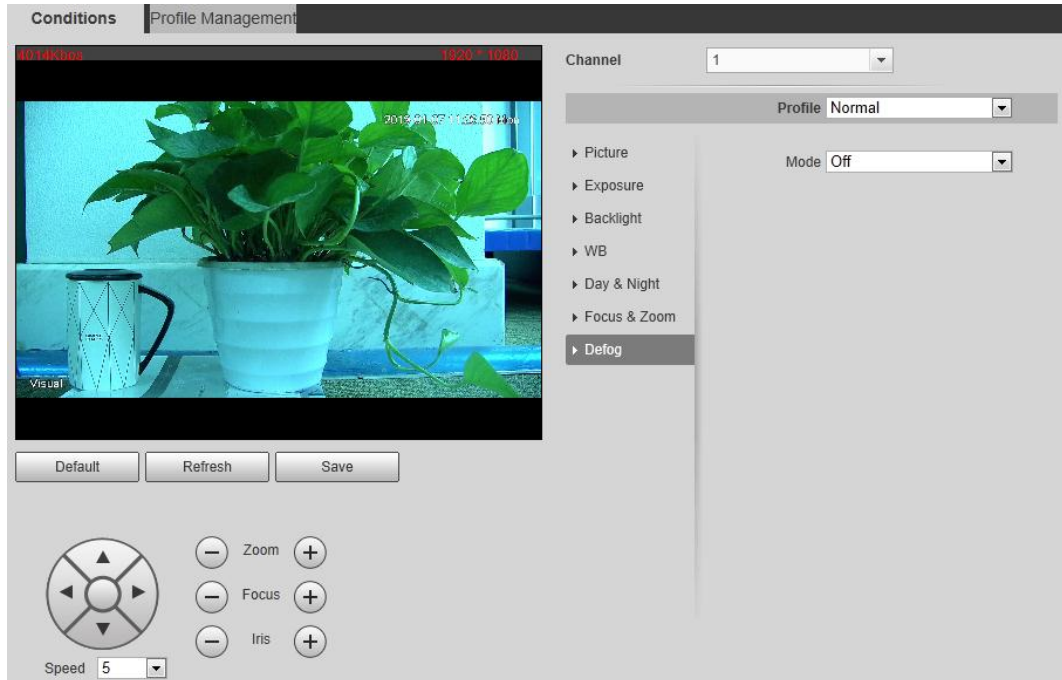 Conditions Profile Management
4014Kbps 1920 * 1080
Visual
Default Refresh Save
Zoom
Focus
Iris
Speed 5
Channel 1
Profile Normal
Picture
Exposure
Backlight
WB
Day & Night
Focus & Zoom
Defog
Mode Off